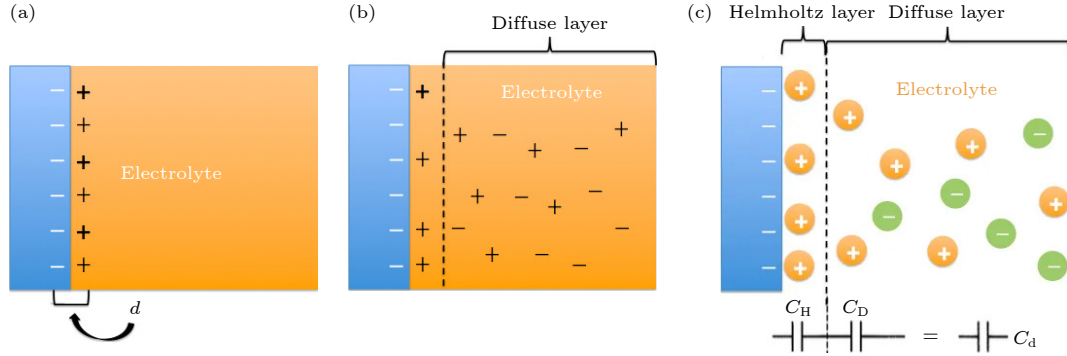 (a)
Electrolyte
d
(b)
Diffuse layer
Electrolyte
(c)
Helmholtz layer
Diffuse layer
Electrolyte
C_H
C_D
=
C_d